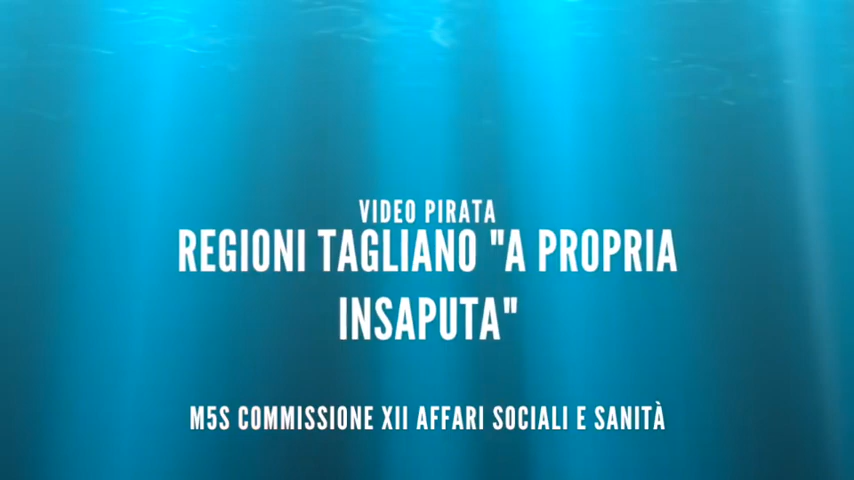 VIDEO PIRATA
REGIONI TAGLIANO "A PROPRIA
INSAPUTA"
M5S COMMISSIONE XII AFFARI SOCIALI E SANITÀ